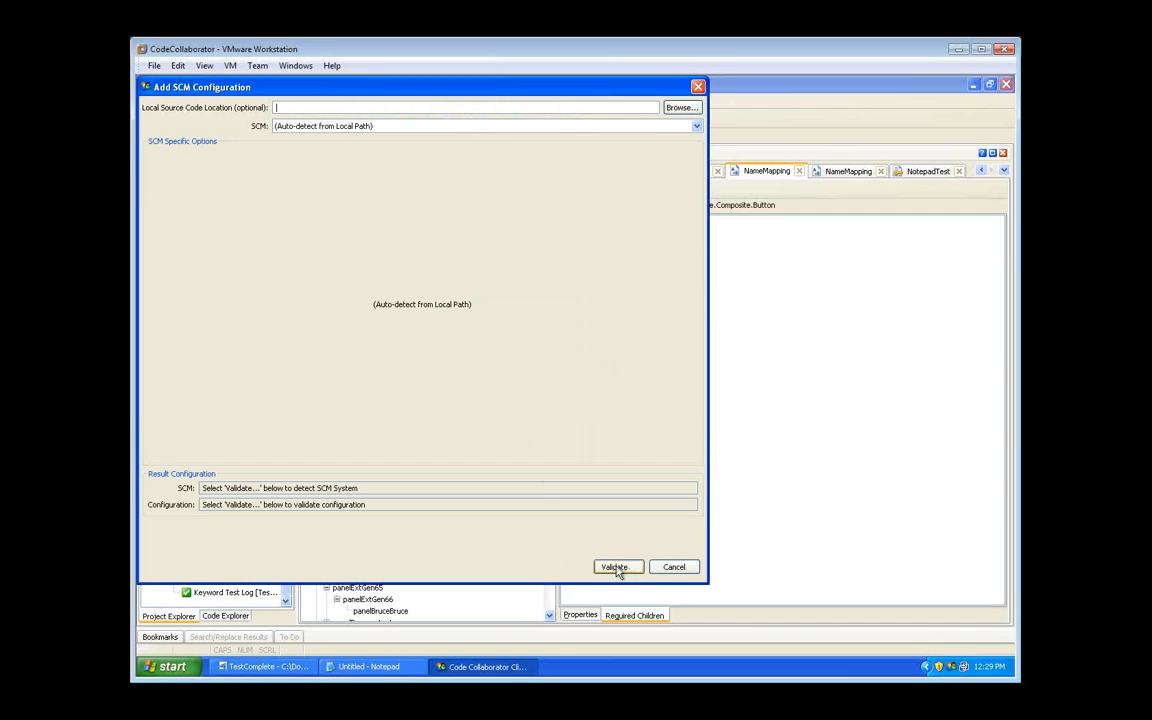 CodeCollaborator - VMware Workstation
File Edit View VM Team Windows Help
Add SCM Configuration
Local Source Code Location (optional): Browse...
SCM: (Auto-detect from Local Path)
SCM Specific Options
NameMapping NameMapping NotepadTest
e.Composite.Button
(Auto-detect from Local Path)
Result Configuration
SCM: Select 'Validate...' below to detect SCM System
Configuration: Select 'Validate...' below to validate configuration
Validate... Cancel
panelExtGen65
Keyword Test Log [Tes...
panelExtGen66
panelBruceBruce
Project Explorer Code Explorer
Properties Required Children
Bookmarks Search/Replace Results To Do
CAPS NUM SCRL
start TestComplete - C:\Do... Untitled - Notepad Code Collaborator Cli... 12:29 PM